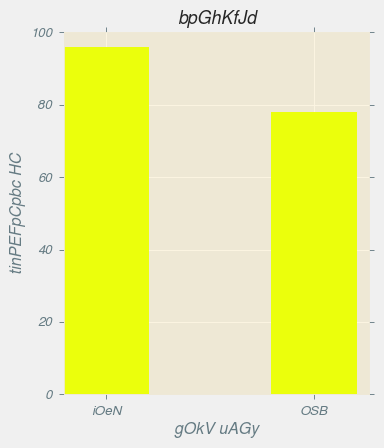 bpGhKfJd
tinPEFpCpbc HC
100
80
60
40
20
0
iOeN OSB
gOkV uAGy